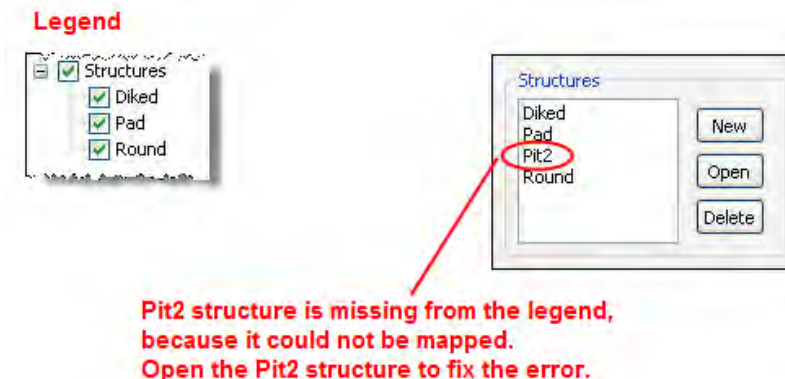 Legend
Structures
Diked
Pad
Round
Structures
Diked
Pad
Pit2
Round
New
Open
Delete
Pit2 structure is missing from the legend,
because it could not be mapped.
Open the Pit2 structure to fix the error.